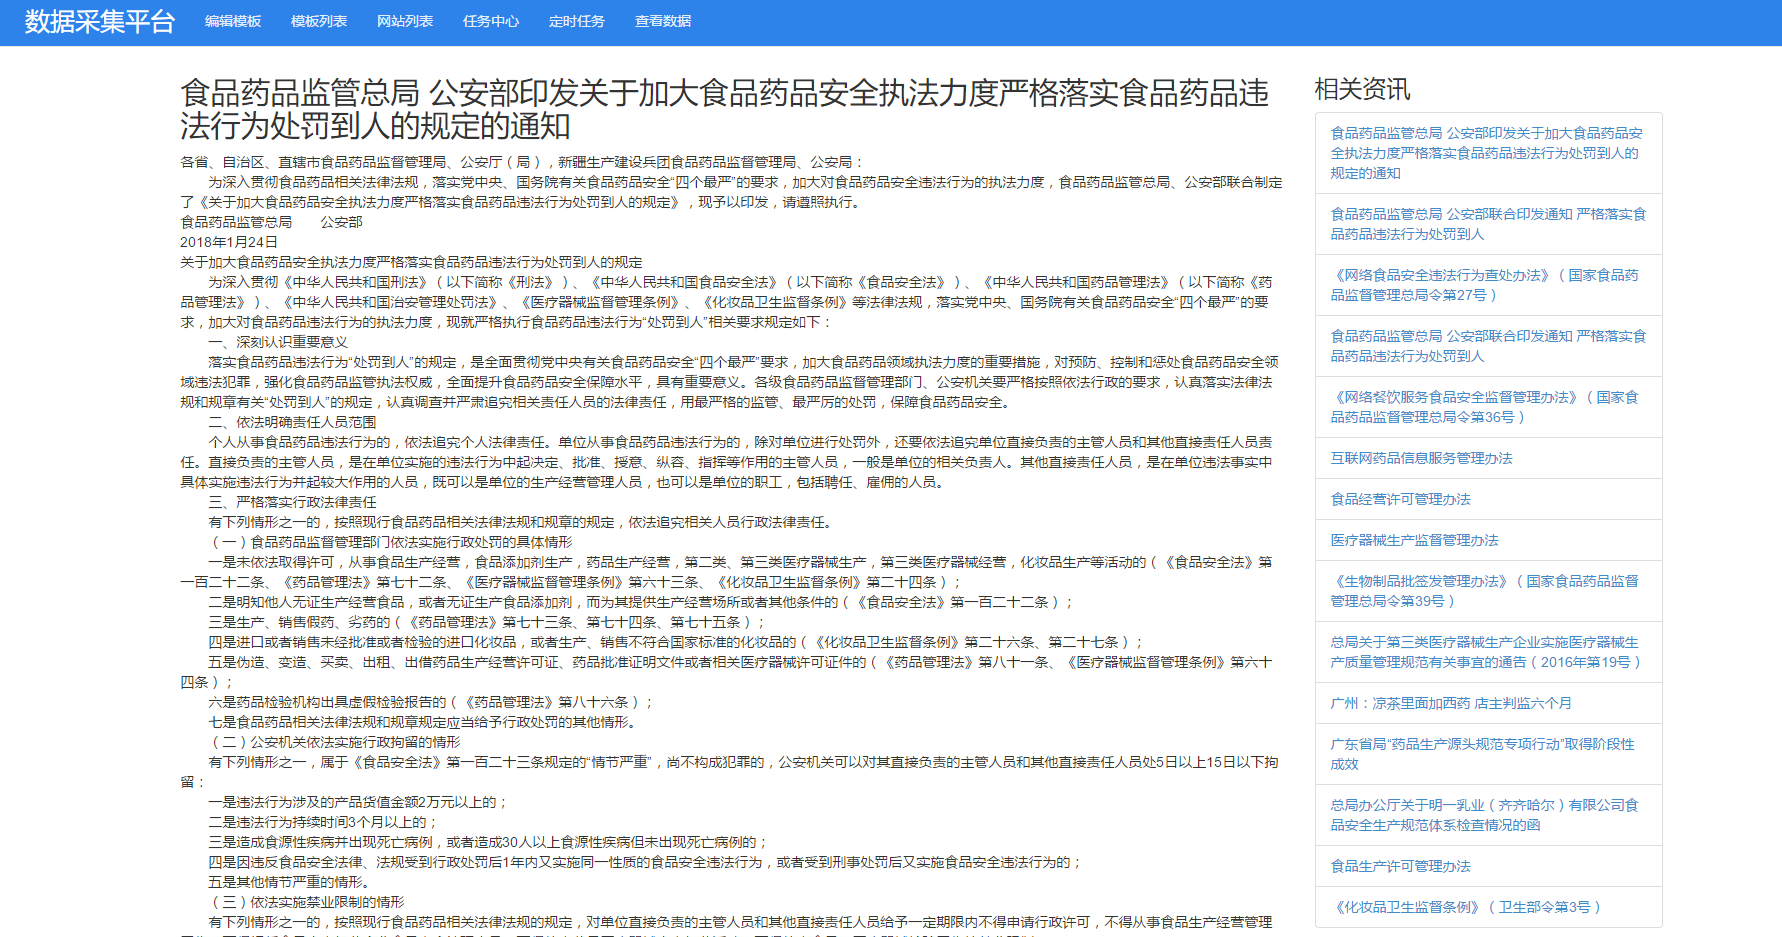 数据采集平台 编辑模板 模板列表 网站列表 任务中心 定时任务 查看数据
食品药品监管总局 公安部印发关于加大食品药品安全执法力度严格落实食品药品违
法行为处罚到人的规定的通知
各省、自治区、直辖市食品药品监督管理局、公安厅（局），新疆生产建设兵团食品药品监督管理局、公安局：
为深入贯彻食品药品相关法律法规，落实党中央、国务院有关食品药品安全“四个最严”的要求，加大对食品药品安全违法行为的执法力度，食品药品监管总局、公安部联合制定
了《关于加大食品药品安全执法力度严格落实食品药品违法行为处罚到人的规定》，现予以印发，请遵照执行。
食品药品监管总局　　公安部
2018年1月24日
关于加大食品药品安全执法力度严格落实食品药品违法行为处罚到人的规定
为深入贯彻《中华人民共和国刑法》（以下简称《刑法》）、《中华人民共和国食品安全法》（以下简称《食品安全法》）、《中华人民共和国药品管理法》（以下简称《药
品管理法》）、《中华人民共和国治安管理处罚法》、《医疗器械监督管理条例》、《化妆品卫生监督条例》等法律法规，落实党中央、国务院有关食品药品安全“四个最严”的要
求，加大对食品药品违法行为的执法力度，现就严格执行食品药品违法行为“处罚到人”相关要求规定如下：
一、深刻认识重要意义
落实食品药品违法行为“处罚到人”的规定，是全面贯彻党中央有关食品药品安全“四个最严”要求，加大食品药品领域执法力度的重要措施，对预防、控制和惩处食品药品安全领
域违法犯罪，强化食品药品监管执法权威，全面提升食品药品安全保障水平，具有重要意义。各级食品药品监督管理部门、公安机关要严格按照依法行政的要求，认真落实法律法
规和规章有关“处罚到人”的规定，认真调查并严肃追究相关责任人员的法律责任，用最严格的监管、最严厉的处罚，保障食品药品安全。
二、依法明确责任人员范围
个人从事食品药品违法行为的，依法追究个人法律责任。单位从事食品药品违法行为的，除对单位进行处罚外，还要依法追究单位直接负责的主管人员和其他直接责任人员责
任。直接负责的主管人员，是在单位实施的违法行为中起决定、批准、授意、纵容、指挥等作用的主管人员，一般是单位的相关负责人。其他直接责任人员，是在单位违法事实中
具体实施违法行为并起较大作用的人员，既可以是单位的生产经营管理人员，也可以是单位的职工，包括聘任、雇佣的人员。
三、严格落实行政法律责任
有下列情形之一的，按照现行食品药品相关法律法规和规章的规定，依法追究相关人员行政法律责任。
（一）食品药品监督管理部门依法实施行政处罚的具体情形
一是未依法取得许可，从事食品生产经营，食品添加剂生产，药品生产经营，第二类、第三类医疗器械生产，第三类医疗器械经营，化妆品生产等活动的（《食品安全法》第
一百二十二条、《药品管理法》第七十二条、《医疗器械监督管理条例》第六十三条、《化妆品卫生监督条例》第二十四条）；
二是明知他人无证生产经营食品，或者无证生产食品添加剂，而为其提供生产经营场所或者其他条件的（《食品安全法》第一百二十二条）；
三是生产、销售假药、劣药的（《药品管理法》第七十三条、第七十四条、第七十五条）；
四是进口或者销售未经批准或者检验的进口化妆品，或者生产、销售不符合国家标准的化妆品的（《化妆品卫生监督条例》第二十六条、第二十七条）；
五是伪造、变造、买卖、出租、出借药品生产经营许可证、药品批准证明文件或者相关医疗器械许可证件的（《药品管理法》第八十一条、《医疗器械监督管理条例》第六十
四条）；
六是药品检验机构出具虚假检验报告的（《药品管理法》第八十六条）；
七是食品药品相关法律法规和规章规定应当给予行政处罚的其他情形。
（二）公安机关依法实施行政拘留的情形
有下列情形之一，属于《食品安全法》第一百二十三条规定的“情节严重”，尚不构成犯罪的，公安机关可以对其直接负责的主管人员和其他直接责任人员处5日以上15日以下拘
留：
一是违法行为涉及的产品货值金额2万元以上的；
二是违法行为持续时间3个月以上的；
三是造成食源性疾病并出现死亡病例，或者造成30人以上食源性疾病但未出现死亡病例的；
四是因违反食品安全法律、法规受到行政处罚后1年内又实施同一性质的食品安全违法行为，或者受到刑事处罚后又实施食品安全违法行为的；
五是其他情节严重的情形。
（三）依法实施禁业限制的情形
有下列情形之一的，按照现行食品药品相关法律法规的规定，对单位直接负责的主管人员和其他直接责任人员给予一定期限内不得申请行政许可，不得从事食品生产经营管理
相关资讯
食品药品监管总局 公安部印发关于加大食品药品安
全执法力度严格落实食品药品违法行为处罚到人的
规定的通知
食品药品监管总局 公安部联合印发通知 严格落实食
品药品违法行为处罚到人
《网络食品安全违法行为查处办法》（国家食品药
品监督管理总局令第27号）
食品药品监管总局 公安部联合印发通知 严格落实食
品药品违法行为处罚到人
《网络餐饮服务食品安全监督管理办法》（国家食
品药品监督管理总局令第36号）
互联网药品信息服务管理办法
食品经营许可管理办法
医疗器械生产监督管理办法
《生物制品批签发管理办法》（国家食品药品监督
管理总局令第39号）
总局关于第三类医疗器械生产企业实施医疗器械生
产质量管理规范有关事宜的通告（2016年第19号）
广州：凉茶里面加西药 店主判监六个月
广东省局“药品生产源头规范专项行动”取得阶段性
成效
总局办公厅关于明一乳业（齐齐哈尔）有限公司食
品安全生产规范体系检查情况的函
食品生产许可管理办法
《化妆品卫生监督条例》（卫生部令第3号）